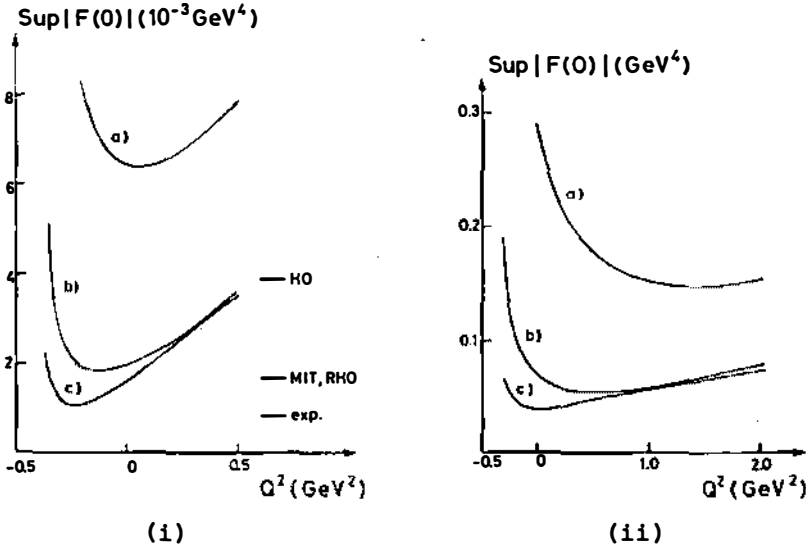 Sup|F(0)|(10⁻³GeV⁴)
8
6
4
2
a)
b)
c)
HO
MIT, RHO
exp.
-0.5
0
0.5
Q²(GeV²)
(i)
Sup|F(0)|(GeV⁴)
0.3
0.2
0.1
a)
b)
c)
-0.5
0
1.0
2.0
Q²(GeV²)
(ii)